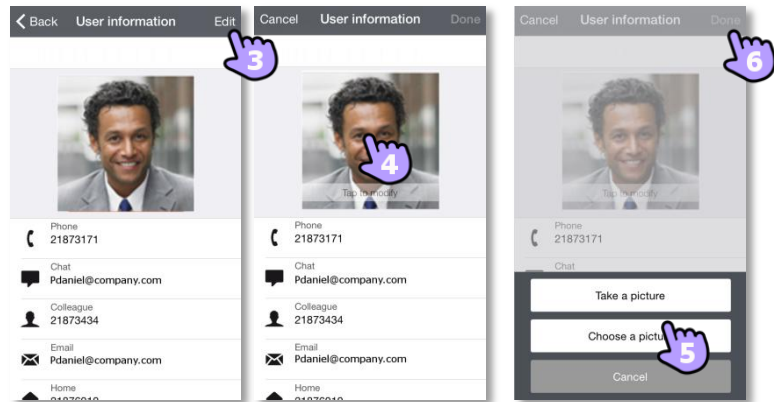 Back User information Edit
3
Phone
21873171
Chat
Pdaniel@company.com
Colleague
21873434
Email
Pdaniel@company.com
Home
Cancel User information Done
4
Tap to modify
Phone
21873171
Chat
Pdaniel@company.com
Colleague
21873434
Email
Pdaniel@company.com
Home
Cancel User information Done
6
Tap to modify
Phone
21873171
Chat
Take a picture
Choose a pictu
5
Cancel